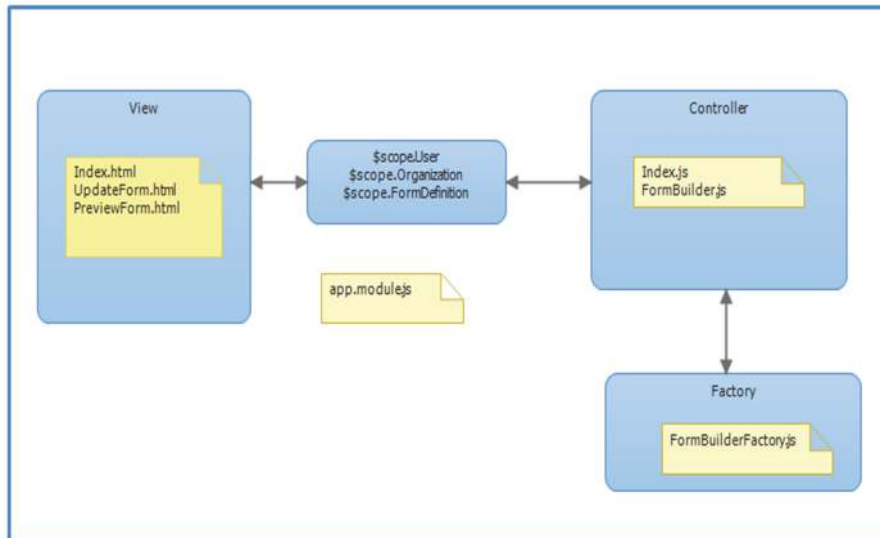 View
Index.html
UpdateForm.html
PreviewForm.html
$scope.User
$scope.Organization
$scope.FormDefinition
app.module.js
Controller
Index.js
FormBuilder.js
Factory
FormBuilderFactory.js